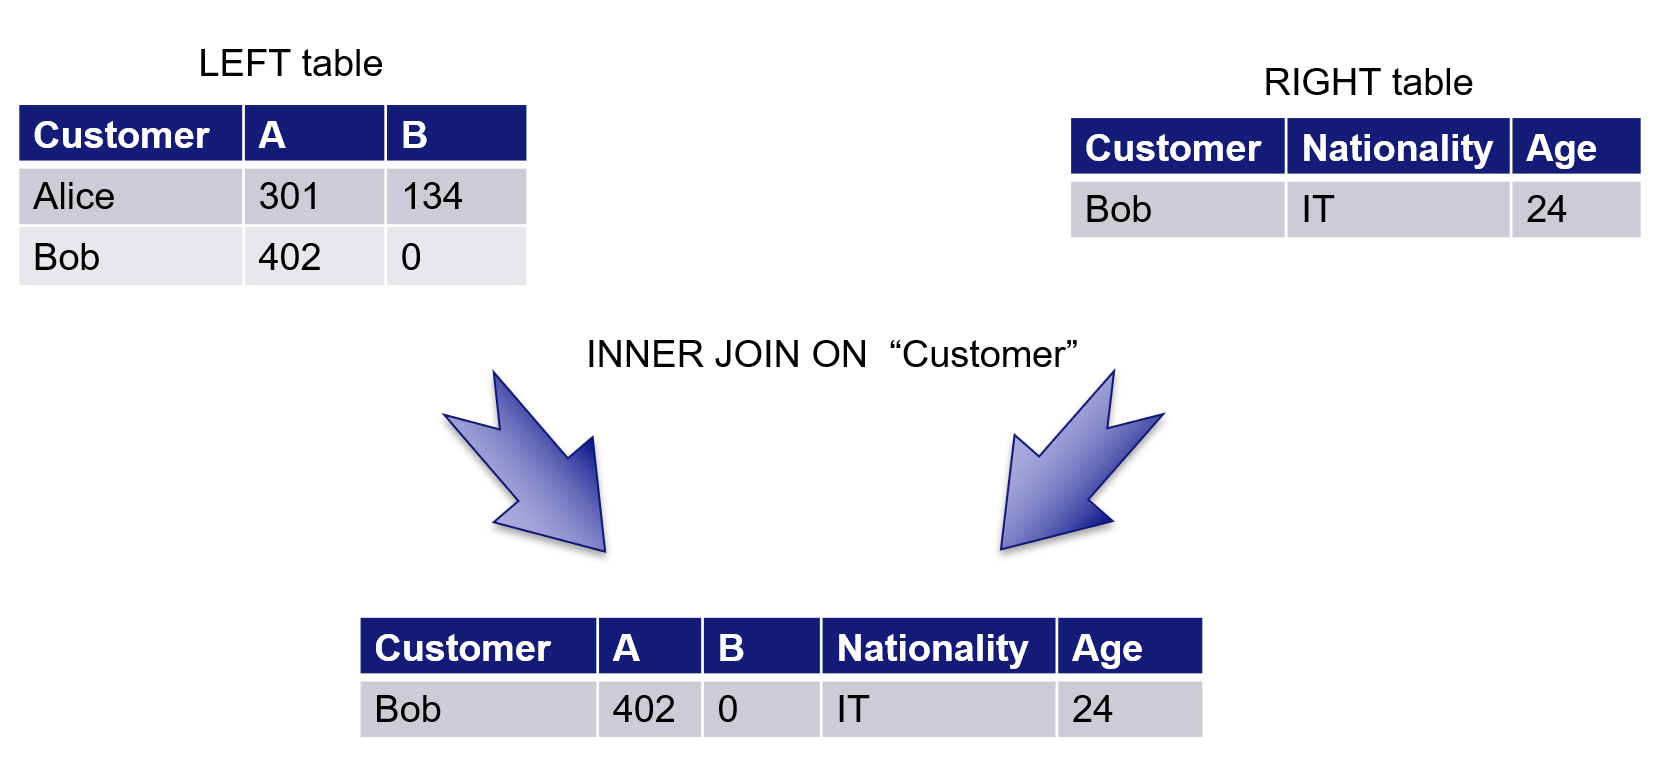 LEFT table
Customer A B
Alice 301 134
Bob 402 0
RIGHT table
Customer Nationality Age
Bob IT 24
INNER JOIN ON “Customer”
Customer A B Nationality Age
Bob 402 0 IT 24